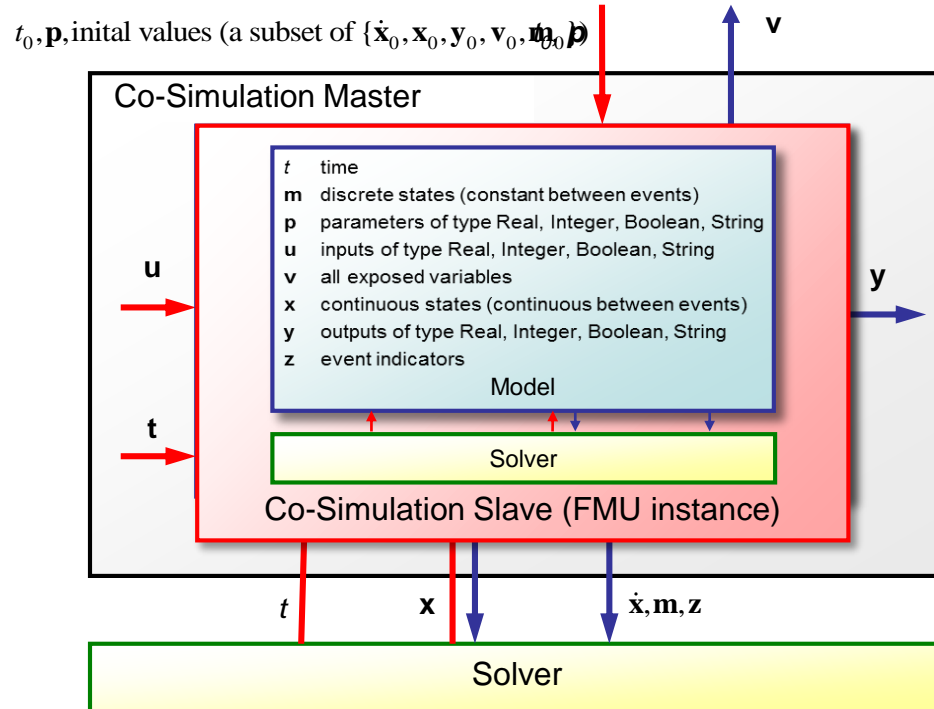 t₀, p, inital values (a subset of {ẋ₀, x₀, y₀, v₀, m₀
v
Co-Simulation Master
t time
m discrete states (constant between events)
p parameters of type Real, Integer, Boolean, String
u inputs of type Real, Integer, Boolean, String
v all exposed variables
x continuous states (continuous between events)
y outputs of type Real, Integer, Boolean, String
z event indicators
Model
u
y
t
Solver
Co-Simulation Slave (FMU instance)
t
x
ẋ, m, z
Solver